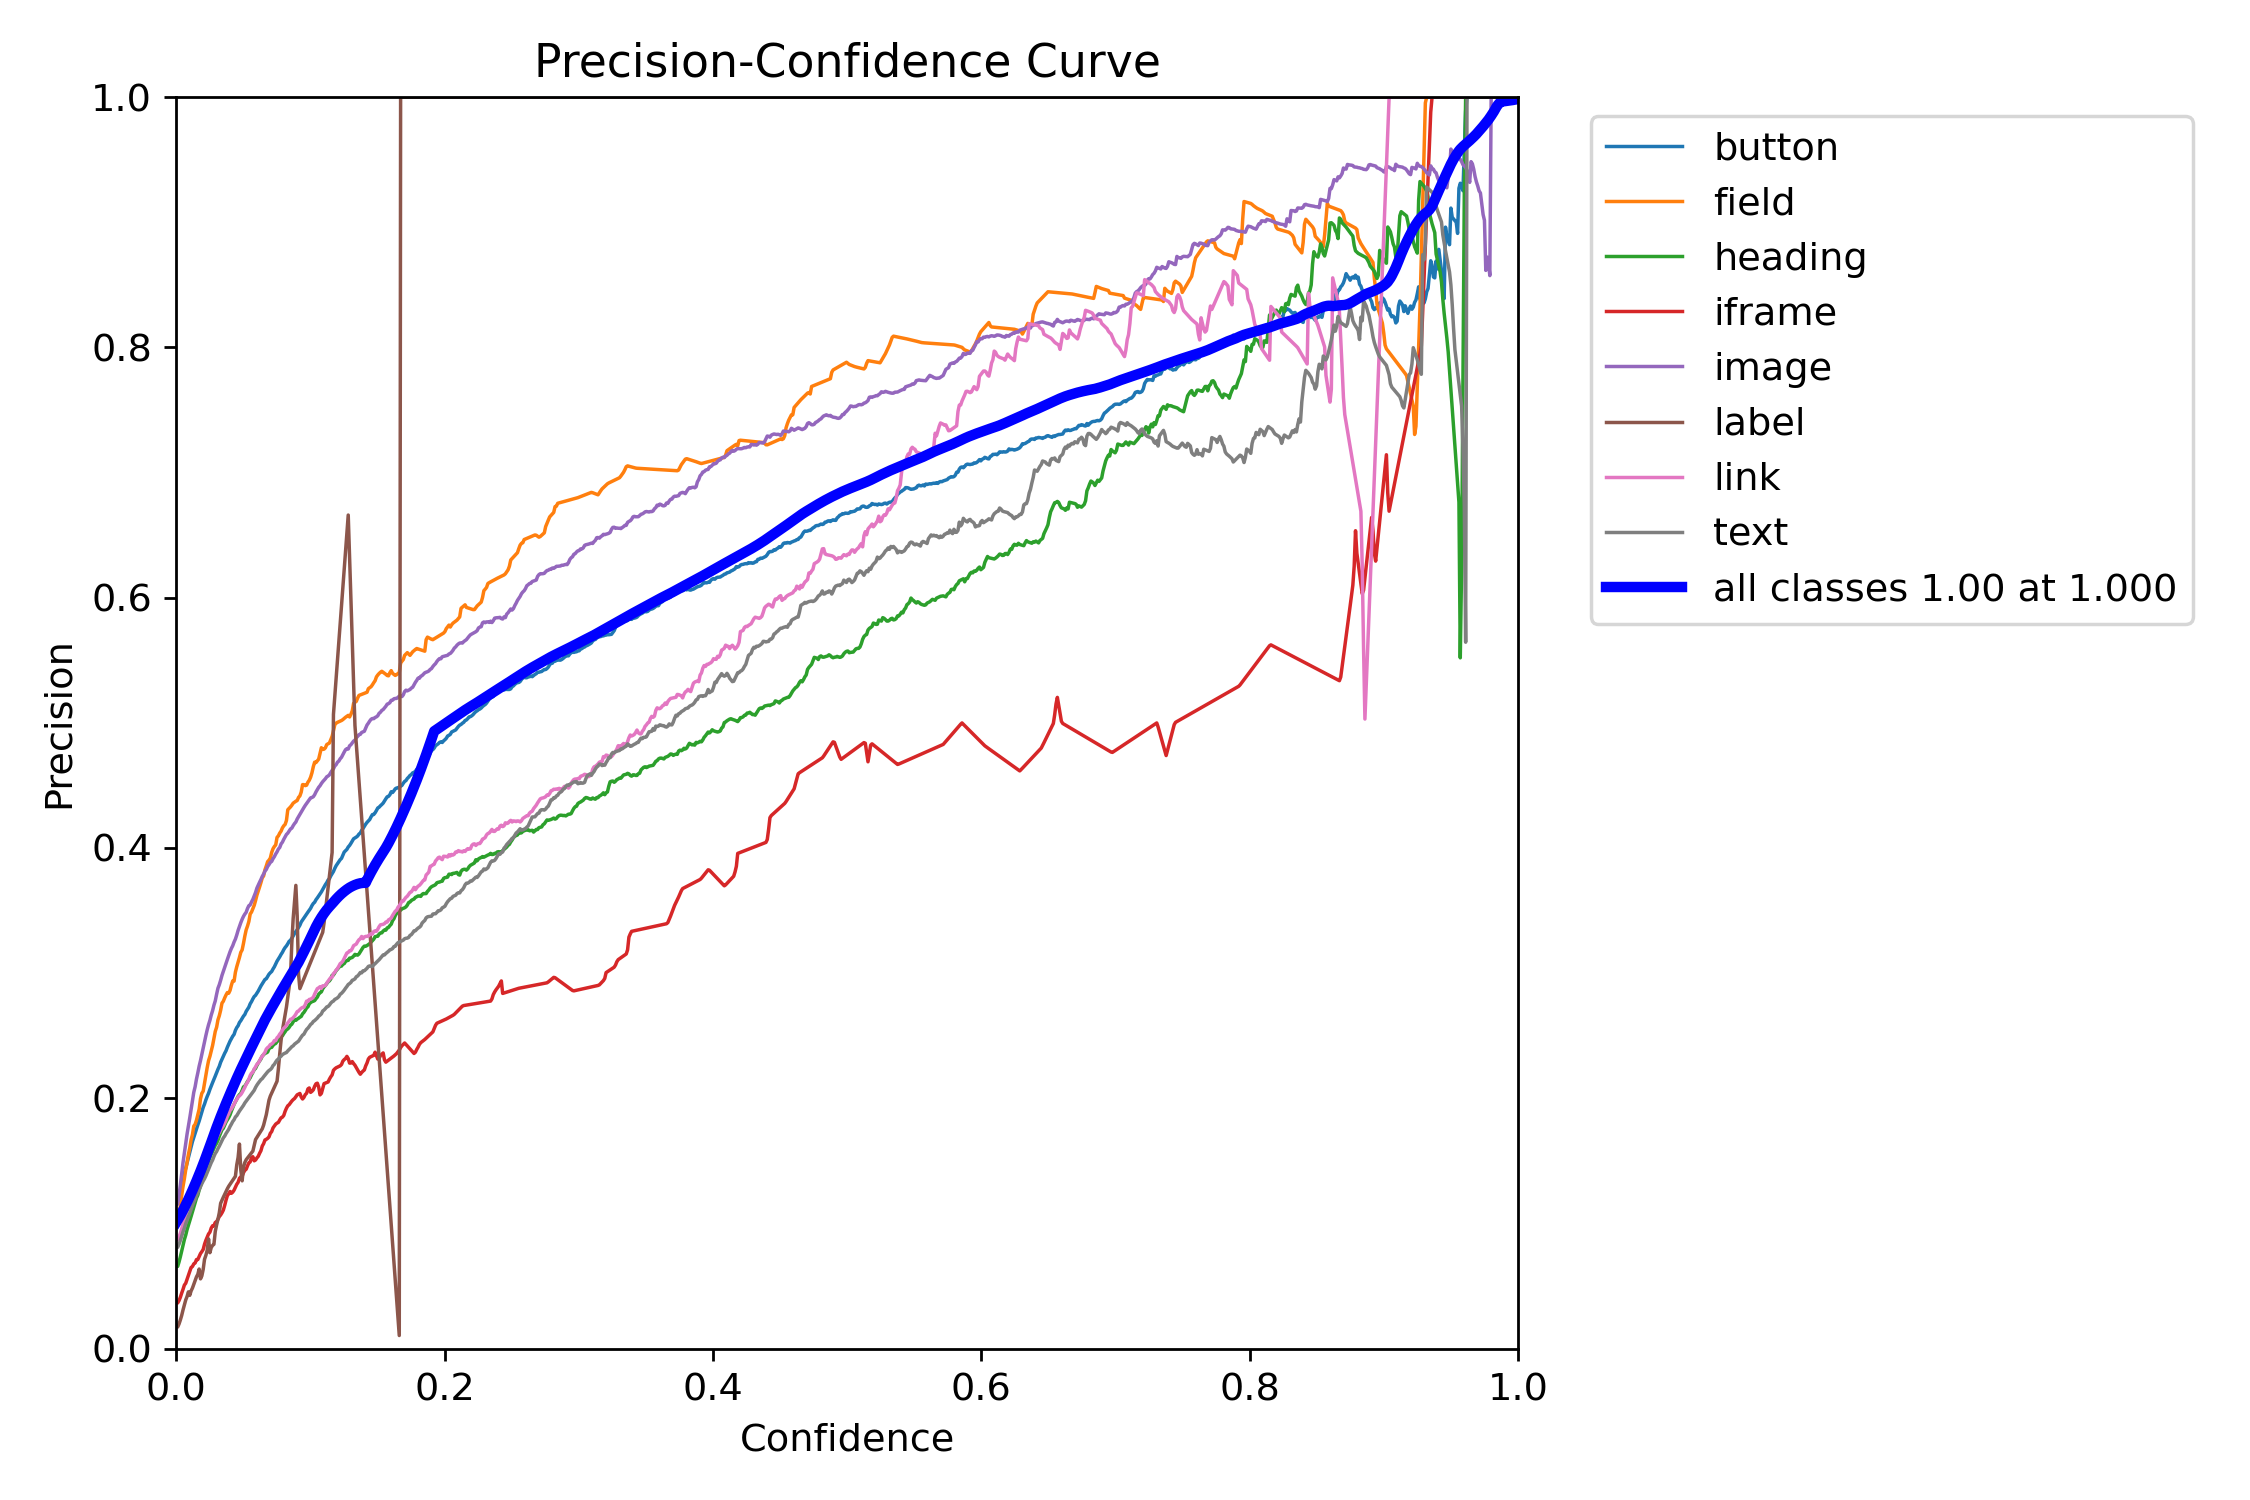 Precision-Confidence Curve
1.0
0.8
0.6
0.4
0.2
0.0
Precision
0.0 0.2 0.4 0.6 0.8 1.0
Confidence
button
field
heading
iframe
image
label
link
text
all classes 1.00 at 1.000